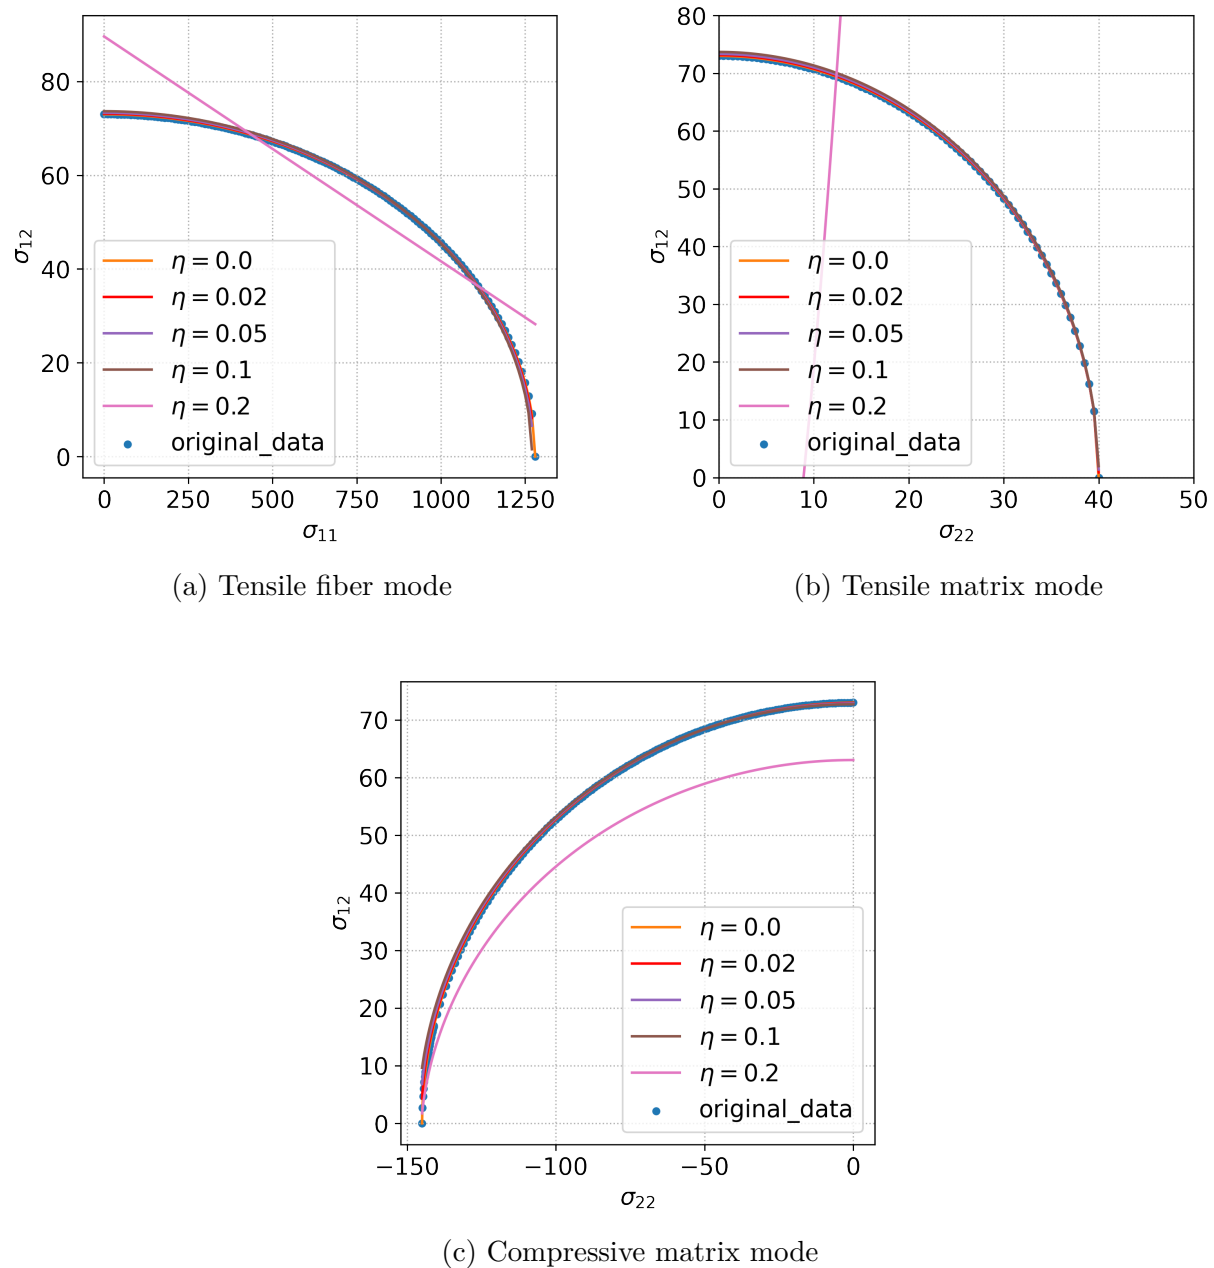 80
60
40
20
0
σ12
η = 0.0
η = 0.02
η = 0.05
η = 0.1
η = 0.2
original_data
0 250 500 750 1000 1250
σ11
(a) Tensile fiber mode
80
70
60
50
40
30
20
10
0
σ12
η = 0.0
η = 0.02
η = 0.05
η = 0.1
η = 0.2
original_data
0 10 20 30 40 50
σ22
(b) Tensile matrix mode
70
60
50
40
30
20
10
0
σ12
η = 0.0
η = 0.02
η = 0.05
η = 0.1
η = 0.2
original_data
−150 −100 −50 0
σ22
(c) Compressive matrix mode